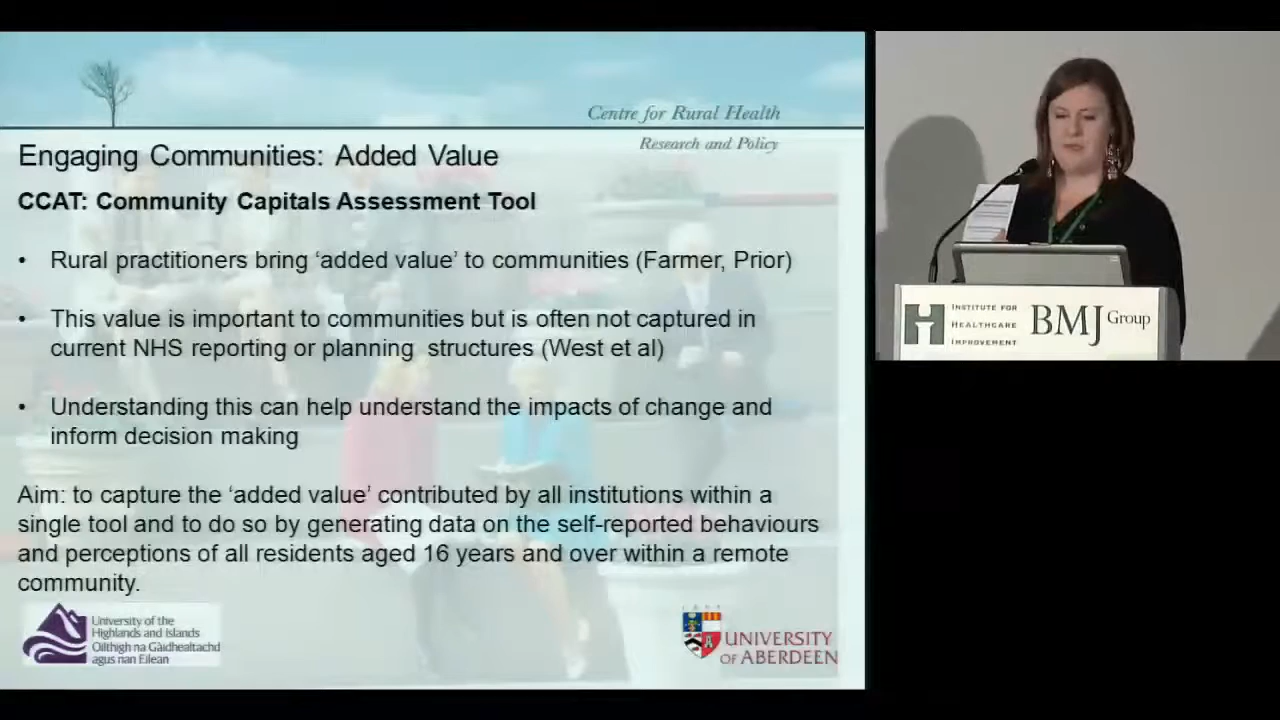 Centre for Rural Health
Research and Policy
Engaging Communities: Added Value
CCAT: Community Capitals Assessment Tool
• Rural practitioners bring ‘added value’ to communities (Farmer, Prior)
• This value is important to communities but is often not captured in
current NHS reporting or planning structures (West et al)
• Understanding this can help understand the impacts of change and
inform decision making
Aim: to capture the ‘added value’ contributed by all institutions within a
single tool and to do so by generating data on the self-reported behaviours
and perceptions of all residents aged 16 years and over within a remote
community.
University of the
Highlands and Islands
Oilthigh na Gàidhealtachd
agus nan Eilean
UNIVERSITY
OF ABERDEEN
INSTITUTE FOR
HEALTHCARE
IMPROVEMENT
BMJ Group